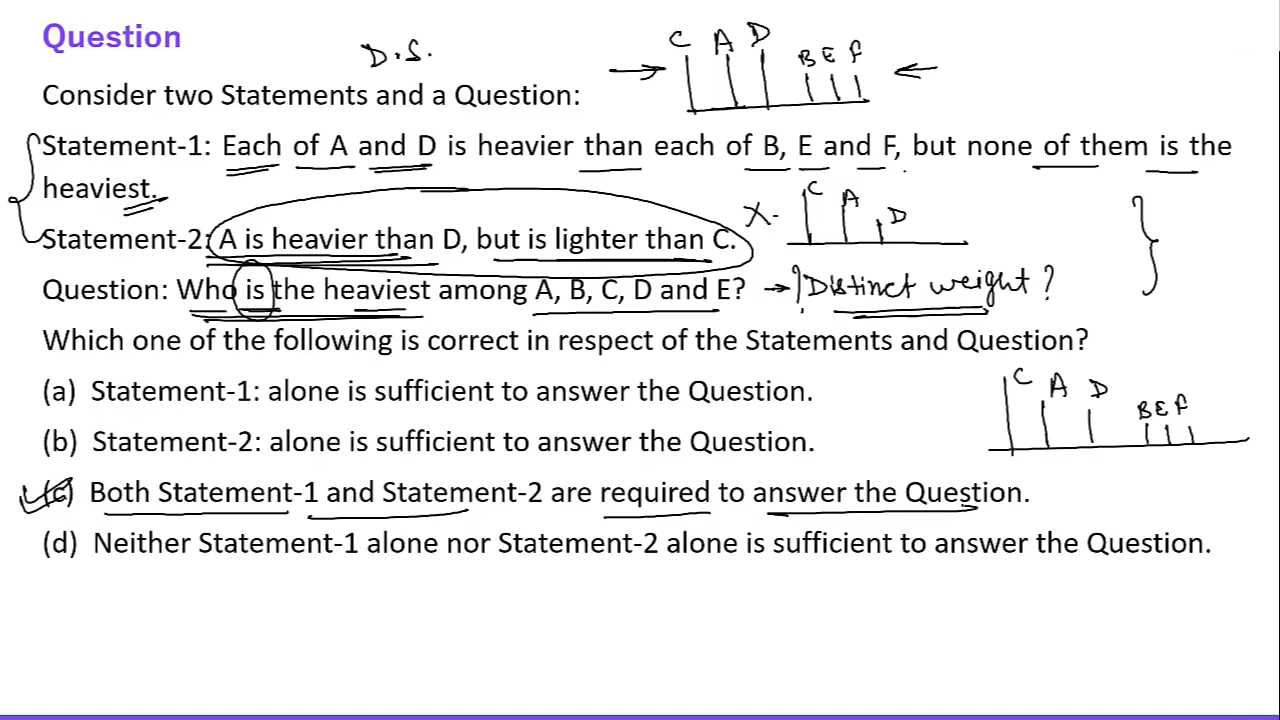 Question
D.S.
C A D B E F
Consider two Statements and a Question:
Statement-1: Each of A and D is heavier than each of B, E and F, but none of them is the
heaviest.
X. C A D
Statement-2: A is heavier than D, but is lighter than C.
Question: Who is the heaviest among A, B, C, D and E? Distinct weight?
Which one of the following is correct in respect of the Statements and Question?
(a) Statement-1: alone is sufficient to answer the Question.
C A D B E F
(b) Statement-2: alone is sufficient to answer the Question.
(c) Both Statement-1 and Statement-2 are required to answer the Question.
(d) Neither Statement-1 alone nor Statement-2 alone is sufficient to answer the Question.